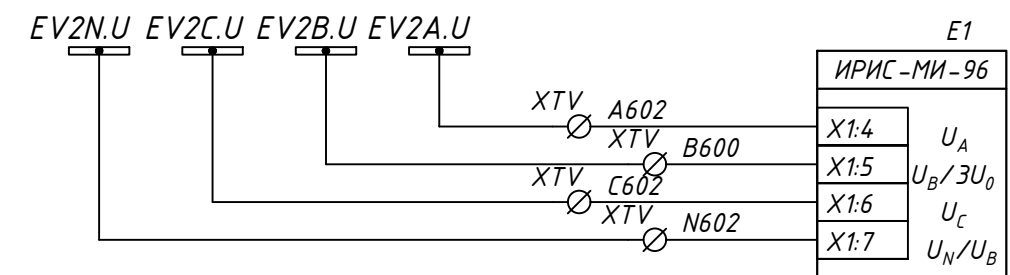 EV2N.U EV2C.U EV2B.U EV2A.U
E1
ИРИС-МИ-96
XTV A602 X1:4 U_A
XTV B600 X1:5 U_B/3U_0
XTV C602 X1:6 U_C
XTV N602 X1:7 U_N/U_B